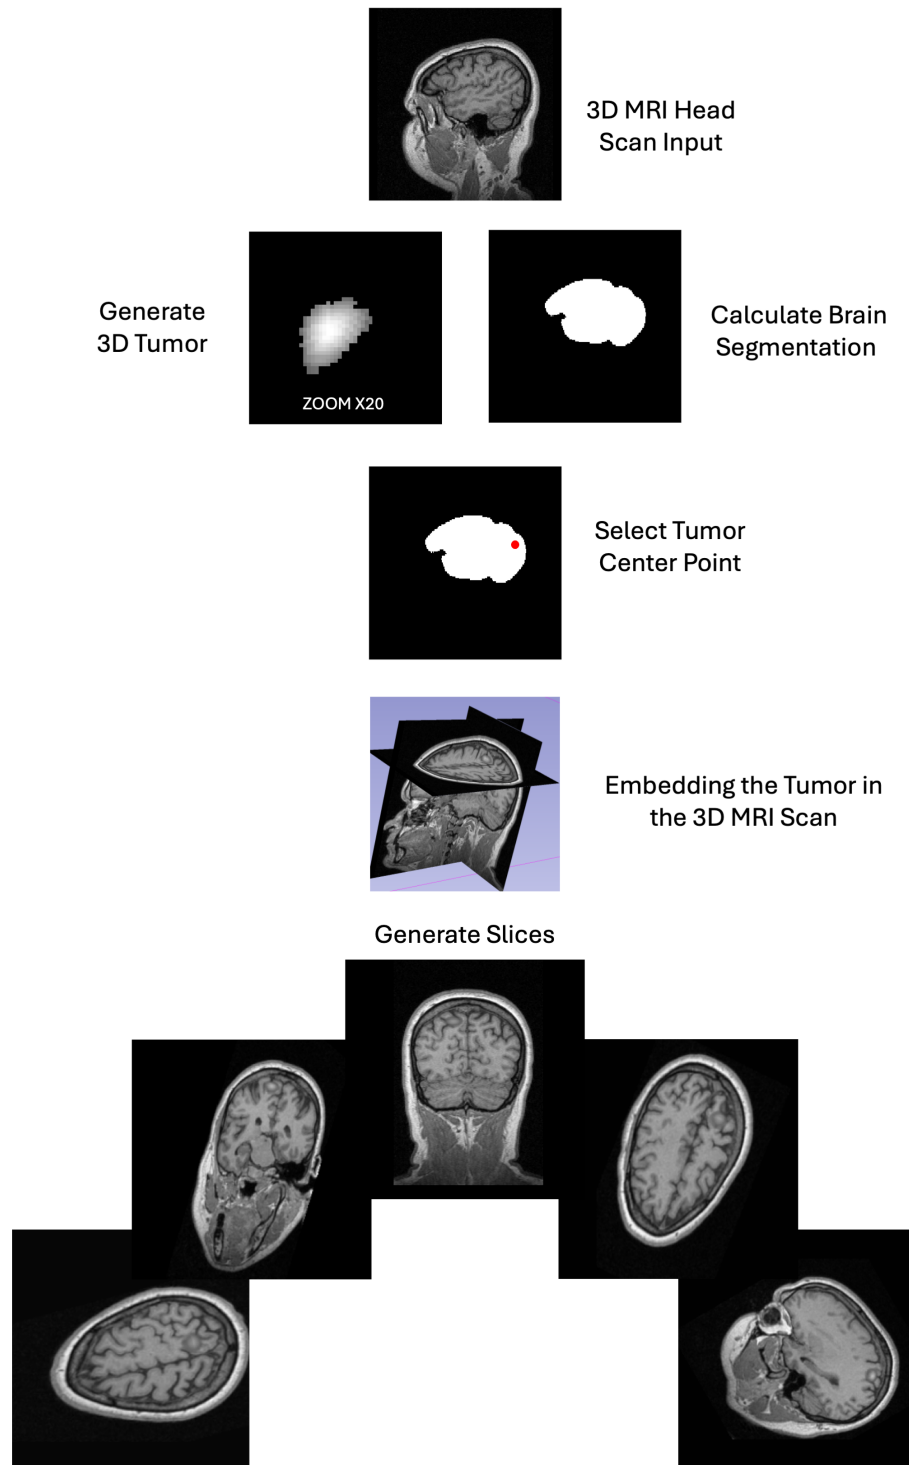 3D MRI Head
Scan Input
Generate
3D Tumor
ZOOM X20
Calculate Brain
Segmentation
Select Tumor
Center Point
Embedding the Tumor in
the 3D MRI Scan
Generate Slices